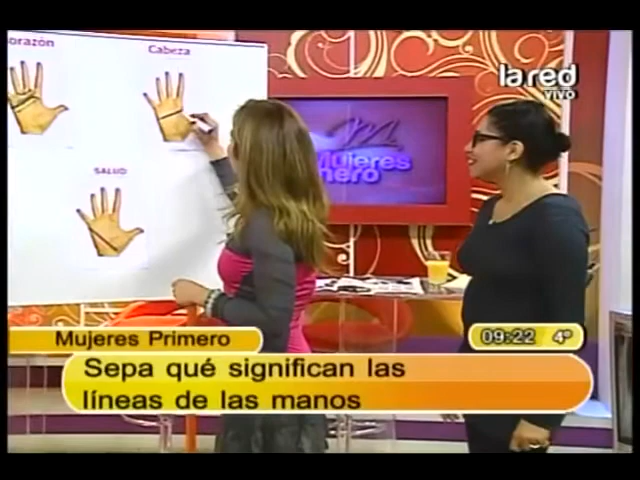 orazón
Cabeza
SALUD
la red
VIVO
Mujeres
mero
Mujeres Primero
09:22 4º
Sepa qué significan las
líneas de las manos